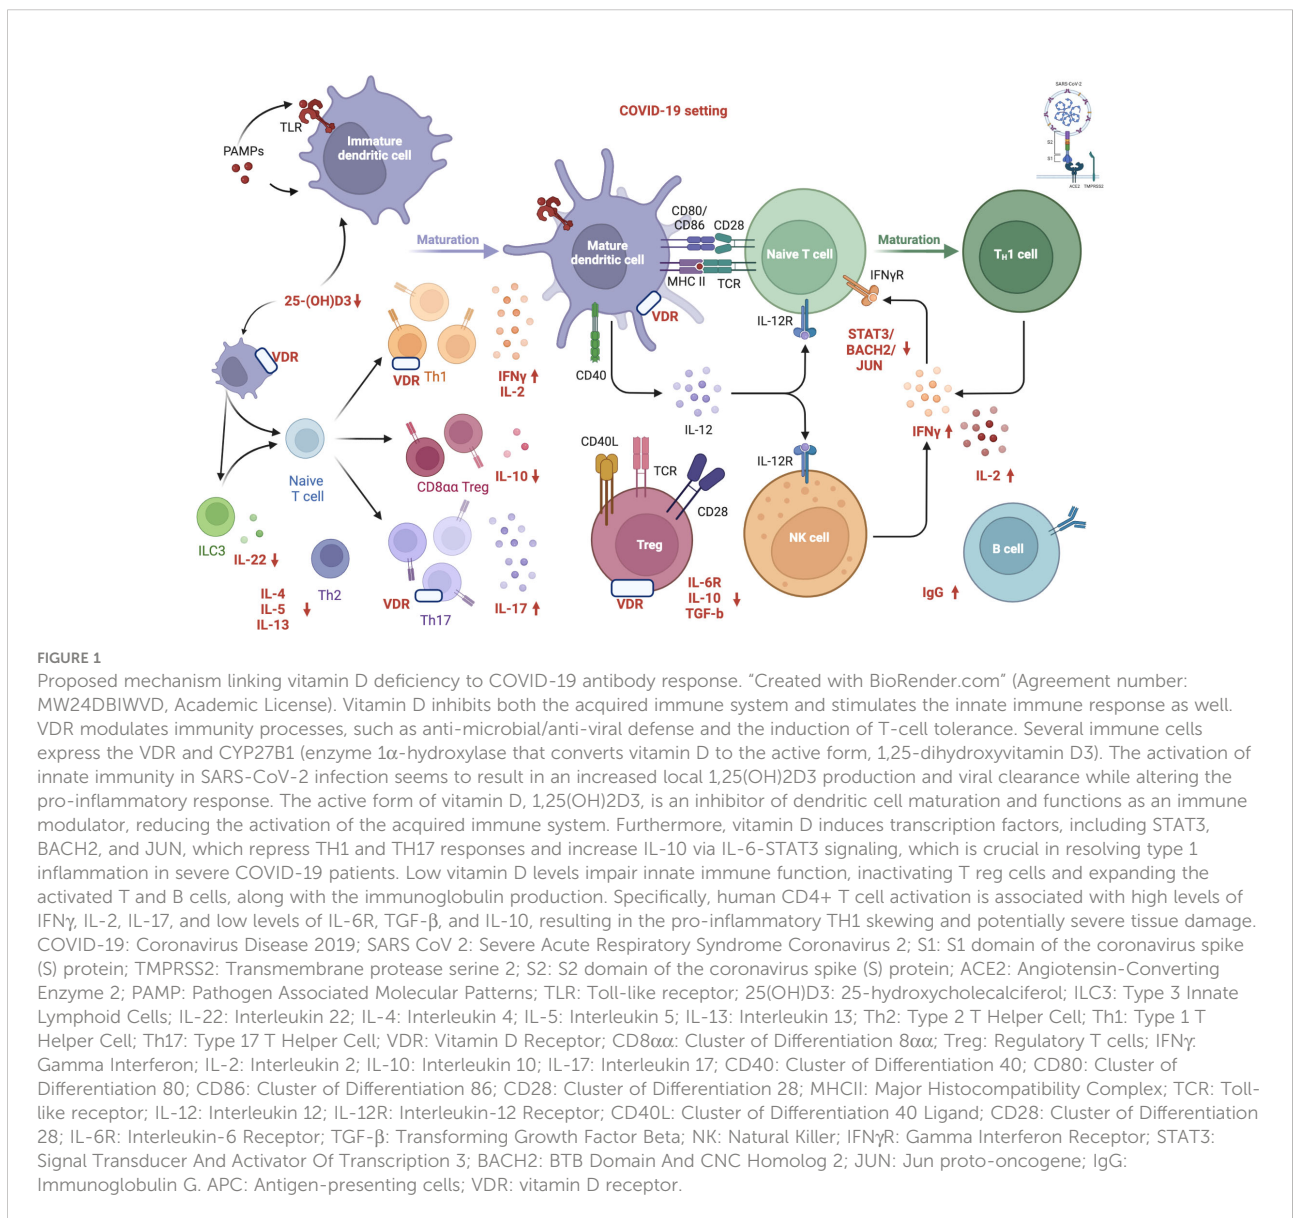 COVID-19 setting
SARS-CoV-2
S2
S1
ACE2
TMPRSS2
TLR
PAMPs
Immature
dendritic cell
Maturation
Mature
dendritic cell
CD80/
CD86
CD28
MHC II
TCR
Naive T cell
Maturation
TH1 cell
IFNγR
VDR
IL-12R
STAT3/
BACH2/
JUN
CD40
IL-12
IFNγ
IL-2
25-(OH)D3
VDR
VDR
Th1
IFNγ
IL-2
Naive
T cell
CD8αα Treg
IL-10
ILC3
IL-22
IL-4
IL-5
IL-13
Th2
VDR
Th17
IL-17
CD40L
TCR
CD28
Treg
VDR
IL-6R
IL-10
TGF-b
IL-12R
NK cell
B cell
IgG
FIGURE 1
Proposed mechanism linking vitamin D deficiency to COVID-19 antibody response. “Created with BioRender.com” (Agreement number:
MW24DBIWVD, Academic License). Vitamin D inhibits both the acquired immune system and stimulates the innate immune response as well.
VDR modulates immunity processes, such as anti-microbial/anti-viral defense and the induction of T-cell tolerance. Several immune cells
express the VDR and CYP27B1 (enzyme 1α-hydroxylase that converts vitamin D to the active form, 1,25-dihydroxyvitamin D3). The activation of
innate immunity in SARS-CoV-2 infection seems to result in an increased local 1,25(OH)2D3 production and viral clearance while altering the
pro-inflammatory response. The active form of vitamin D, 1,25(OH)2D3, is an inhibitor of dendritic cell maturation and functions as an immune
modulator, reducing the activation of the acquired immune system. Furthermore, vitamin D induces transcription factors, including STAT3,
BACH2, and JUN, which repress TH1 and TH17 responses and increase IL-10 via IL-6-STAT3 signaling, which is crucial in resolving type 1
inflammation in severe COVID-19 patients. Low vitamin D levels impair innate immune function, inactivating T reg cells and expanding the
activated T and B cells, along with the immunoglobulin production. Specifically, human CD4+ T cell activation is associated with high levels of
IFNγ, IL-2, IL-17, and low levels of IL-6R, TGF-β, and IL-10, resulting in the pro-inflammatory TH1 skewing and potentially severe tissue damage.
COVID-19: Coronavirus Disease 2019; SARS CoV 2: Severe Acute Respiratory Syndrome Coronavirus 2; S1: S1 domain of the coronavirus spike
(S) protein; TMPRSS2: Transmembrane protease serine 2; S2: S2 domain of the coronavirus spike (S) protein; ACE2: Angiotensin-Converting
Enzyme 2; PAMP: Pathogen Associated Molecular Patterns; TLR: Toll-like receptor; 25(OH)D3: 25-hydroxycholecalciferol; ILC3: Type 3 Innate
Lymphoid Cells; IL-22: Interleukin 22; IL-4: Interleukin 4; IL-5: Interleukin 5; IL-13: Interleukin 13; Th2: Type 2 T Helper Cell; Th1: Type 1 T
Helper Cell; Th17: Type 17 T Helper Cell; VDR: Vitamin D Receptor; CD8αα: Cluster of Differentiation 8αα; Treg: Regulatory T cells; IFNγ:
Gamma Interferon; IL-2: Interleukin 2; IL-10: Interleukin 10; IL-17: Interleukin 17; CD40: Cluster of Differentiation 40; CD80: Cluster of
Differentiation 80; CD86: Cluster of Differentiation 86; CD28: Cluster of Differentiation 28; MHCII: Major Histocompatibility Complex; TCR: Toll-
like receptor; IL-12: Interleukin 12; IL-12R: Interleukin-12 Receptor; CD40L: Cluster of Differentiation 40 Ligand; CD28: Cluster of Differentiation
28; IL-6R: Interleukin-6 Receptor; TGF-β: Transforming Growth Factor Beta; NK: Natural Killer; IFNγR: Gamma Interferon Receptor; STAT3:
Signal Transducer And Activator Of Transcription 3; BACH2: BTB Domain And CNC Homolog 2; JUN: Jun proto-oncogene; IgG:
Immunoglobulin G. APC: Antigen-presenting cells; VDR: vitamin D receptor.